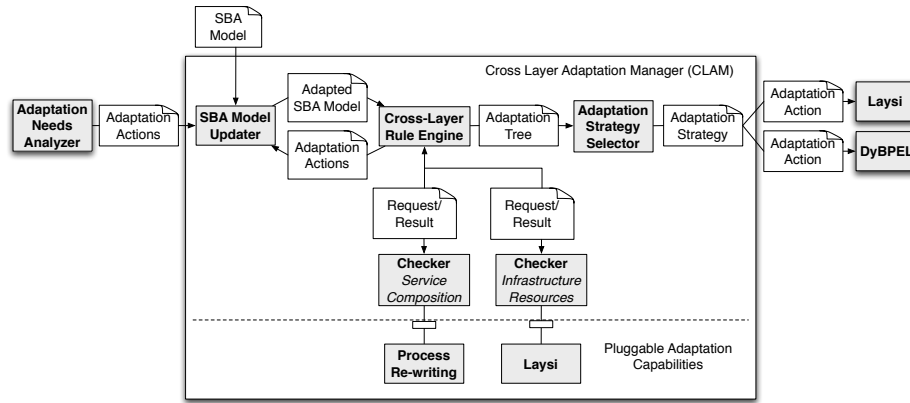 SBA
Model
Cross Layer Adaptation Manager (CLAM)
Adaptation
Needs
Analyzer
Adaptation
Actions
SBA Model
Updater
Adapted
SBA Model
Adaptation
Actions
Cross-Layer
Rule Engine
Adaptation
Tree
Adaptation
Strategy
Selector
Adaptation
Strategy
Adaptation
Action
Laysi
Adaptation
Action
DyBPEL
Request/
Result
Request/
Result
Checker
Service
Composition
Checker
Infrastructure
Resources
Process
Re-writing
Laysi
Pluggable Adaptation
Capabilities